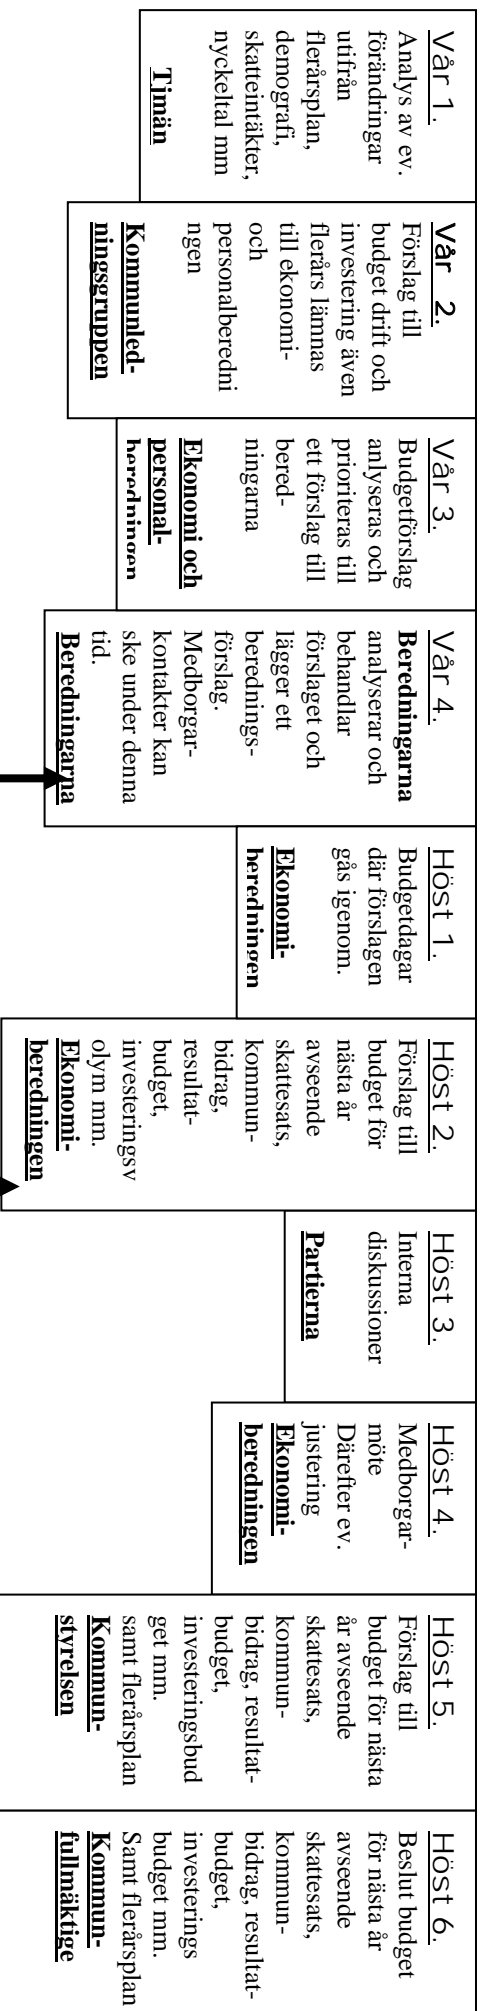 Vår 1.
Analys av ev.
förändringar
utifrån
flerårsplan,
demografi,
skatteintäkter,
nyckeltal mm
Tjmän
Vår 2.
Förslag till
budget drift och
investering även
flerårs lämnas
till ekonomi-
och
personalberedni
ngen
Kommunled-
ningsgruppen
Vår 3.
Budgetförslag
anlyseras och
prioriteras till
ett förslag till
bered-
ningarna
Ekonomi och
personal-
beredningen
Vår 4.
Beredningarna
analyserar och
behandlar
förslaget och
lägger ett
berednings-
förslag.
Medborgar-
kontakter kan
ske under denna
tid.
Beredningarna
Höst 1.
Budgetdagar
där förslagen
gås igenom.
Ekonomi-
beredningen
Höst 2.
Förslag till
budget för
nästa år
avseende
skattesats,
kommun-
bidrag,
resultat-
budget,
investeringsv
olym mm.
Ekonomi-
beredningen
Höst 3.
Interna
diskussioner
Partierna
Höst 4.
Medborgar-
möte
Därefter ev.
justering
Ekonomi-
beredningen
Höst 5.
Förslag till
budget för nästa
år avseende
skattesats,
kommun-
bidrag, resultat-
budget,
investeringsbud
get mm.
samt flerårsplan
Kommun-
styrelsen
Höst 6.
Beslut budget
för nästa år
avseende
skattesats,
kommun-
bidrag, resultat-
budget,
investerings
budget mm.
Samt flerårsplan
Kommun-
fullmäktige